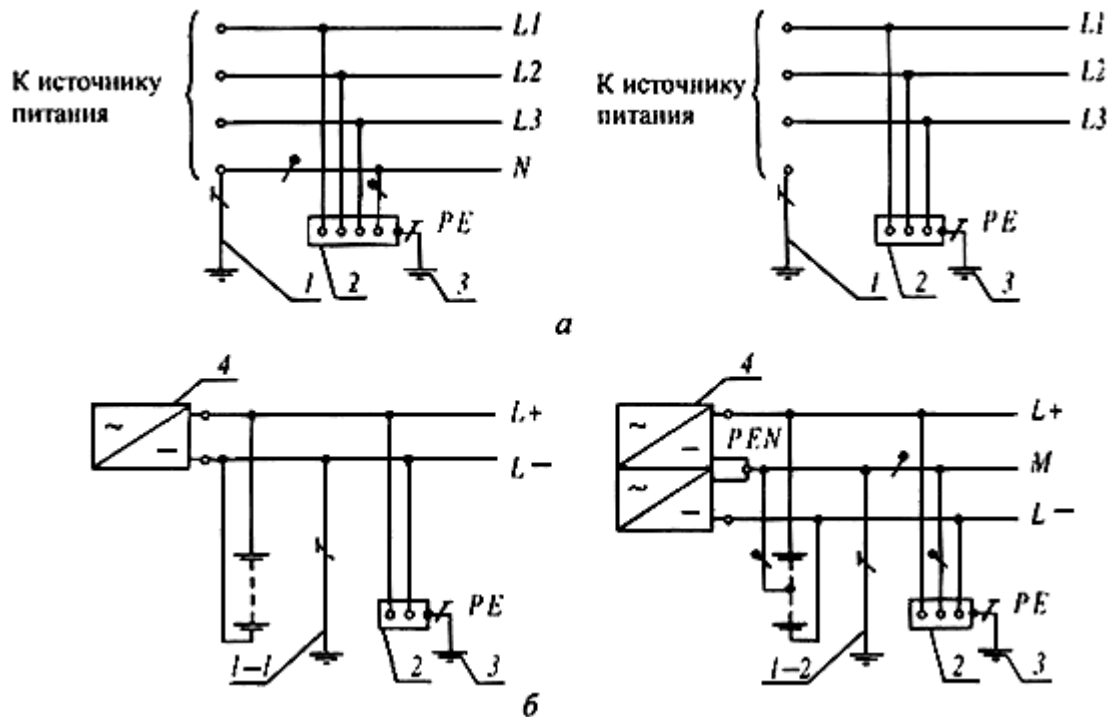 К источнику
питания
L1
L2
L3
N
PE
1
2
3
К источнику
питания
L1
L2
L3
PE
1
2
3
а
4
~
–
L+
L–
PE
1–1
2
3
4
~
–
~
–
PEN
L+
M
L–
PE
1–2
2
3
б